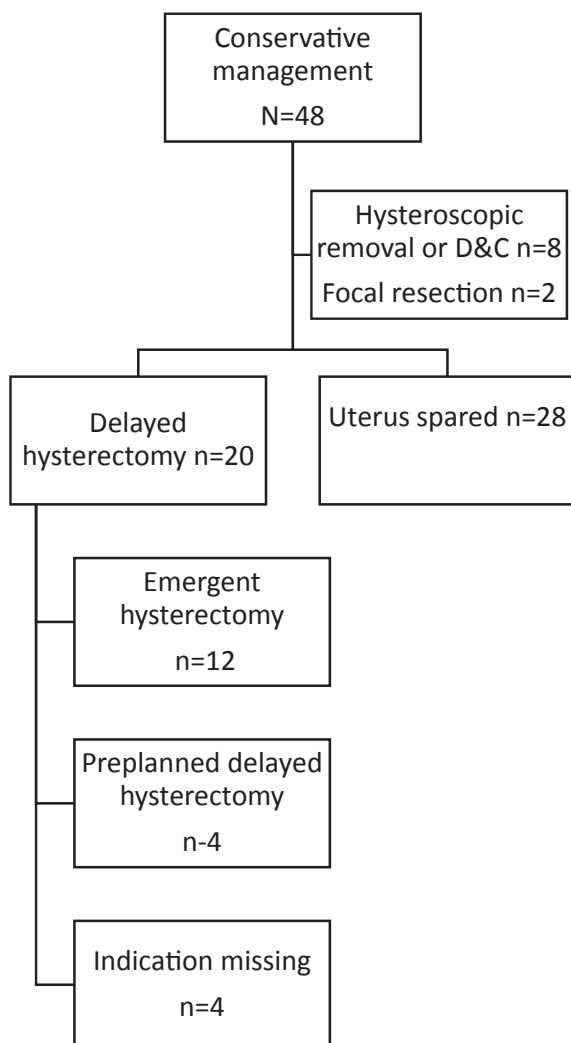 Conservative
management
N=48
Hysteroscopic
removal or D&C n=8
Focal resection n=2
Delayed
hysterectomy n=20
Uterus spared n=28
Emergent
hysterectomy
n=12
Preplanned delayed
hysterectomy
n-4
Indication missing
n=4